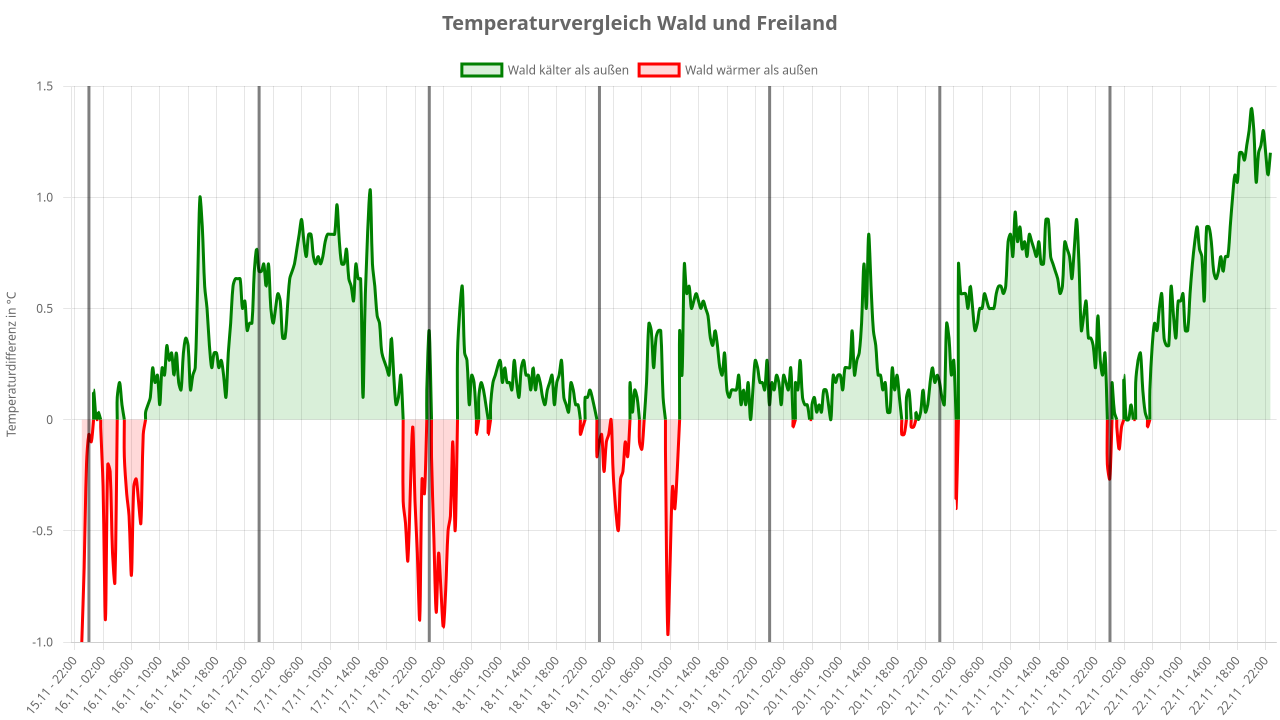 Temperaturvergleich Wald und Freiland
Wald kälter als außen
Wald wärmer als außen
Temperaturdifferenz in °C
1.5
1.0
0.5
0
-0.5
-1.0
15.11 - 22:00
16.11 - 02:00
16.11 - 06:00
16.11 - 10:00
16.11 - 14:00
16.11 - 18:00
16.11 - 22:00
17.11 - 02:00
17.11 - 06:00
17.11 - 10:00
17.11 - 14:00
17.11 - 18:00
17.11 - 22:00
18.11 - 02:00
18.11 - 06:00
18.11 - 10:00
18.11 - 14:00
18.11 - 18:00
18.11 - 22:00
19.11 - 02:00
19.11 - 06:00
19.11 - 10:00
19.11 - 14:00
19.11 - 18:00
19.11 - 22:00
20.11 - 02:00
20.11 - 06:00
20.11 - 10:00
20.11 - 14:00
20.11 - 18:00
20.11 - 22:00
21.11 - 02:00
21.11 - 06:00
21.11 - 10:00
21.11 - 14:00
21.11 - 18:00
21.11 - 22:00
22.11 - 02:00
22.11 - 06:00
22.11 - 10:00
22.11 - 14:00
22.11 - 18:00
22.11 - 22:00